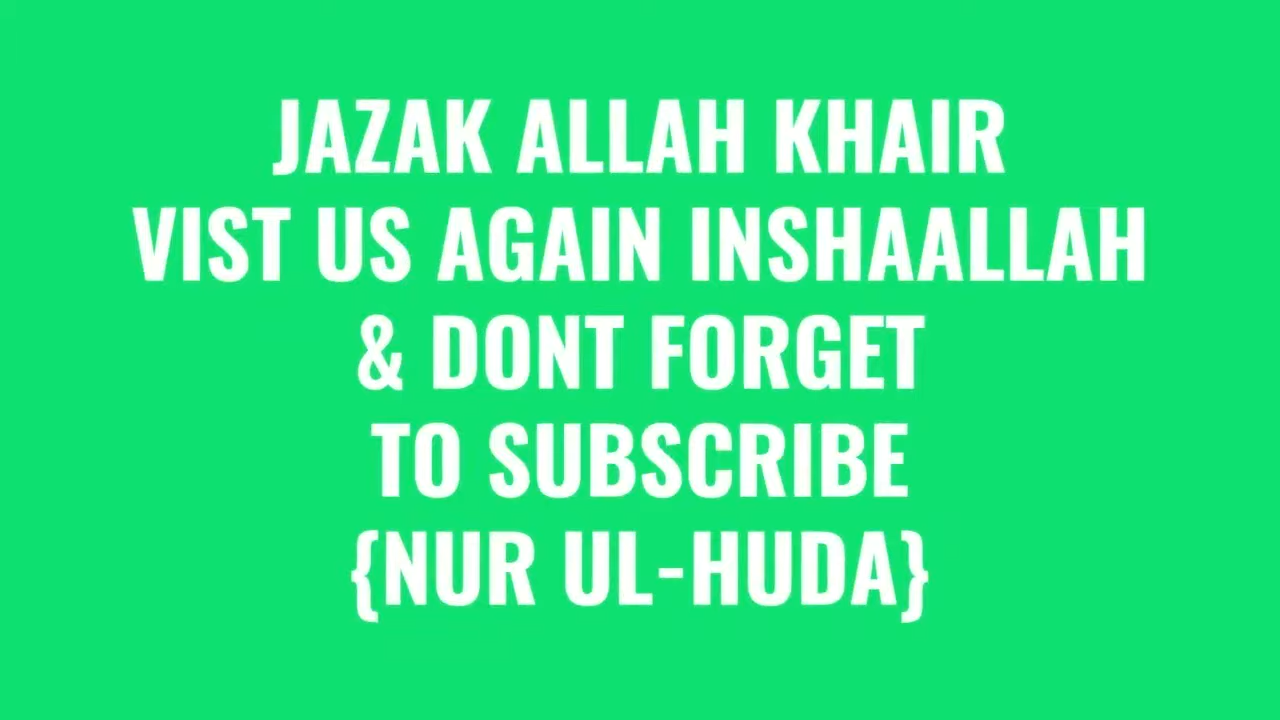 JAZAK ALLAH KHAIR
VIST US AGAIN INSHAALLAH
& DONT FORGET
TO SUBSCRIBE
{NUR UL-HUDA}